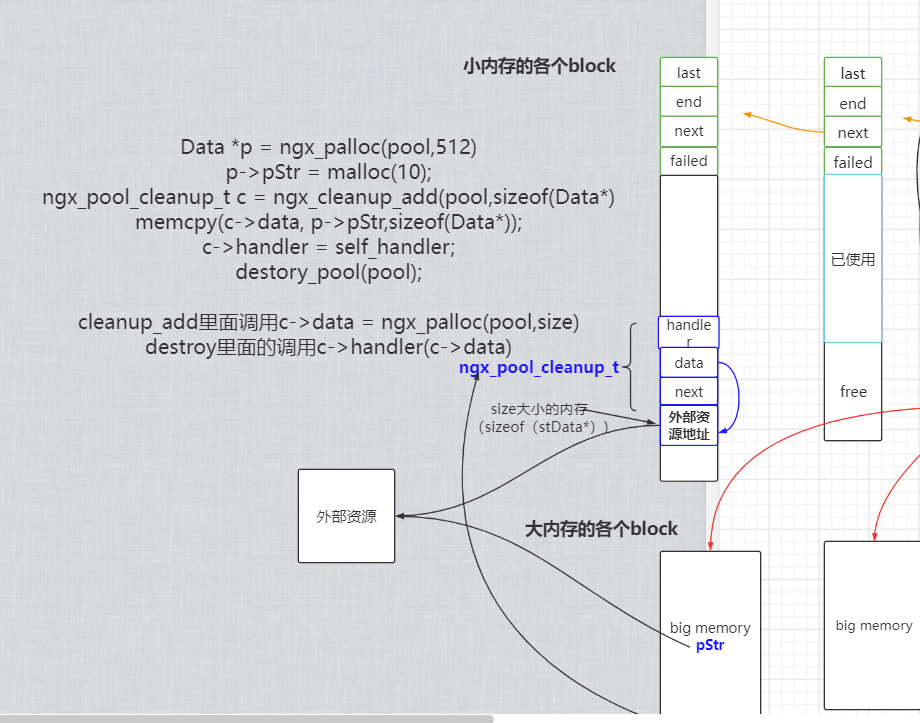 小内存的各个block
Data *p = ngx_palloc(pool,512)
p->pStr = malloc(10);
ngx_pool_cleanup_t c = ngx_cleanup_add(pool,sizeof(Data*)
memcpy(c->data, p->pStr,sizeof(Data*));
c->handler = self_handler;
destory_pool(pool);
cleanup_add里面调用c->data = ngx_palloc(pool,size)
destroy里面的调用c->handler(c->data)
ngx_pool_cleanup_t
size大小的内存
（sizeof（stData*））
外部资源
last
end
next
failed
handle
r
data
next
外部资
源地址
last
end
next
failed
已使用
free
大内存的各个block
big memory
pStr
big memory